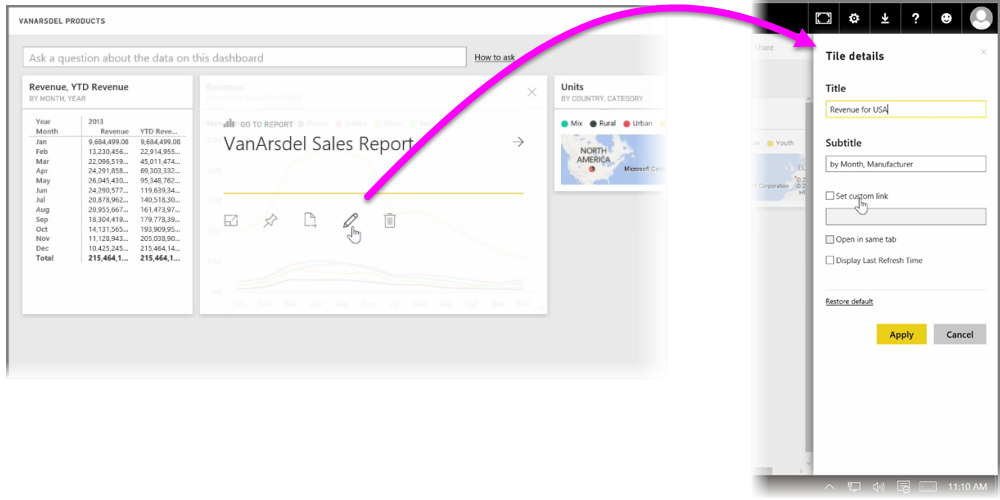 VANARSDEL PRODUCTS
Ask a question about the data on this dashboard
How to ask
Revenue, YTD Revenue
BY MONTH, YEAR
Year 2013
Month Revenue YTD Reve...
Jan 9,684,499.08 9,684,499.08
Feb 13,230,456... 22,914,955...
Mar 22,096,519... 45,011,474...
Apr 24,291,858... 69,303,332...
May 26,045,430... 95,348,762...
Jun 24,290,577... 119,639,34...
Jul 20,878,962... 140,518,30...
Aug 20,955,667... 161,473,97...
Sep 18,304,419... 179,778,39...
Oct 14,131,565... 193,909,95...
Nov 11,128,943... 205,038,90...
Dec 10,425,245... 215,464,14...
Total 215,464,1... 215,464,1...
Revenue
GO TO REPORT
VanArsdel Sales Report
Units
BY COUNTRY, CATEGORY
Mix Rural Urban
NORTH
AMERICA
Microsoft Corp
Share
Youth
Corporation
Tile details
Title
Revenue for USA
Subtitle
by Month, Manufacturer
Set custom link
Open in same tab
Display Last Refresh Time
Restore default
Apply Cancel
11:10 AM